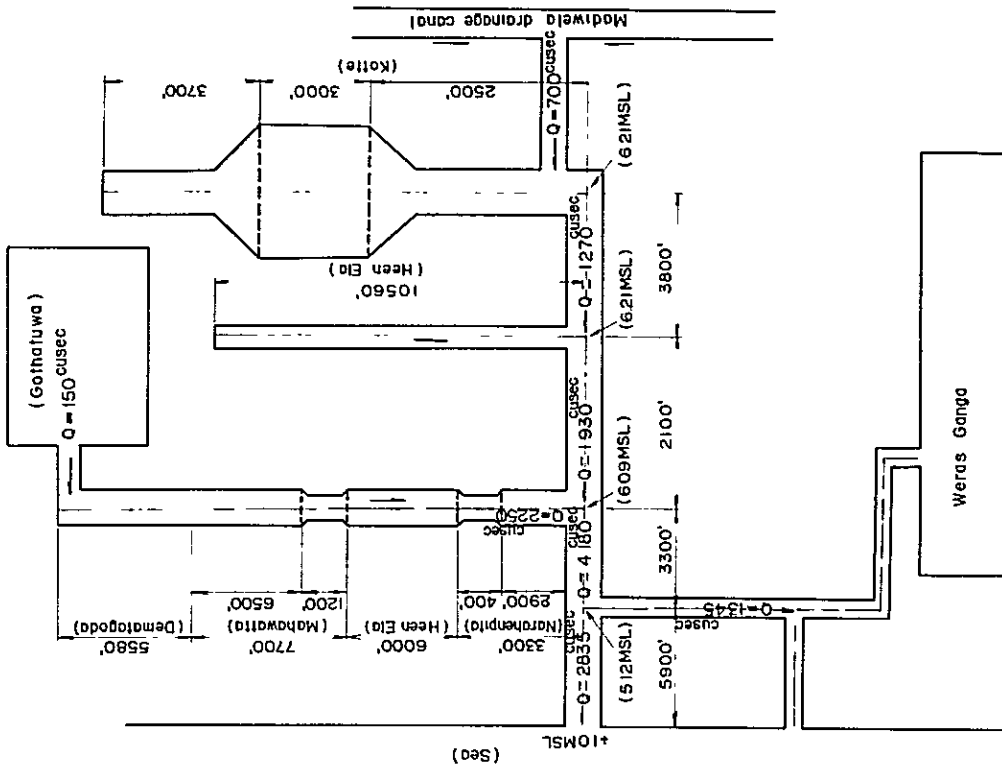 Madiwela drainage canal
(Kotte)
3700'
3000'
2500'
Q=700 cusec
(Gothatuwa)
Q=150 cusec
(Heen Ela)
10560'
(6.21MSL)
cusec
Q=1270
3800'
(6.21MSL)
cusec
Q=1930
2100'
(6.09MSL)
Q=2250
cusec
cusec
Q=4180
3300'
(Dematagoda)
5580'
6500'
1200'
(Mahawatta)
7700'
(Heen Ela)
6000'
400'
2900'
(Narahenpita)
3300'
cusec
Q=2835
(5.12MSL)
5900'
Q=1345
cusec
+1.0MSL
(Sea)
Weras Ganga